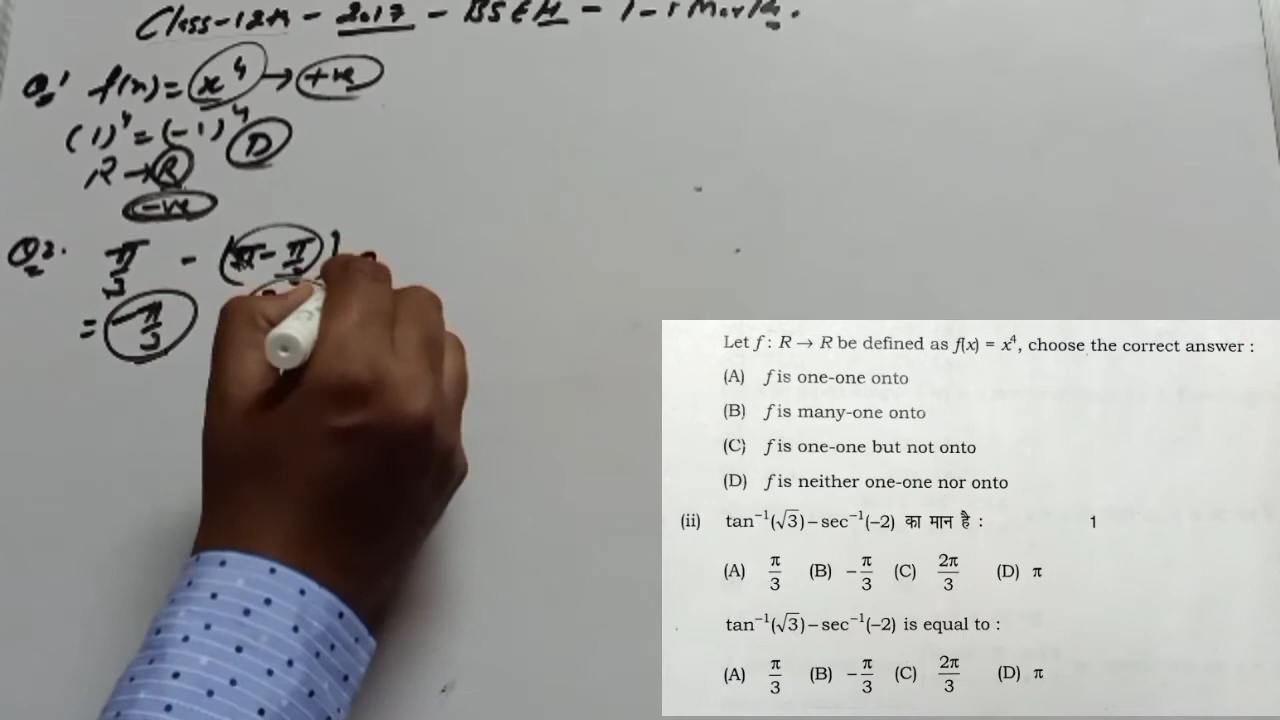 Class-12th - 2017 - BSEH - 1-1 Mark.
Q1 f(x) = x⁴ → +ve
(1)⁴ = (-1)⁴ D
R → R
-ve
Q2. π/3 - (π - π/3)
= -π/3
Let f : R → R be defined as f(x) = x⁴, choose the correct answer :
(A) f is one-one onto
(B) f is many-one onto
(C) f is one-one but not onto
(D) f is neither one-one nor onto
(ii) tan⁻¹(√3) – sec⁻¹(–2) का मान है : 1
(A) π/3 (B) –π/3 (C) 2π/3 (D) π
tan⁻¹(√3) – sec⁻¹(–2) is equal to :
(A) π/3 (B) –π/3 (C) 2π/3 (D) π